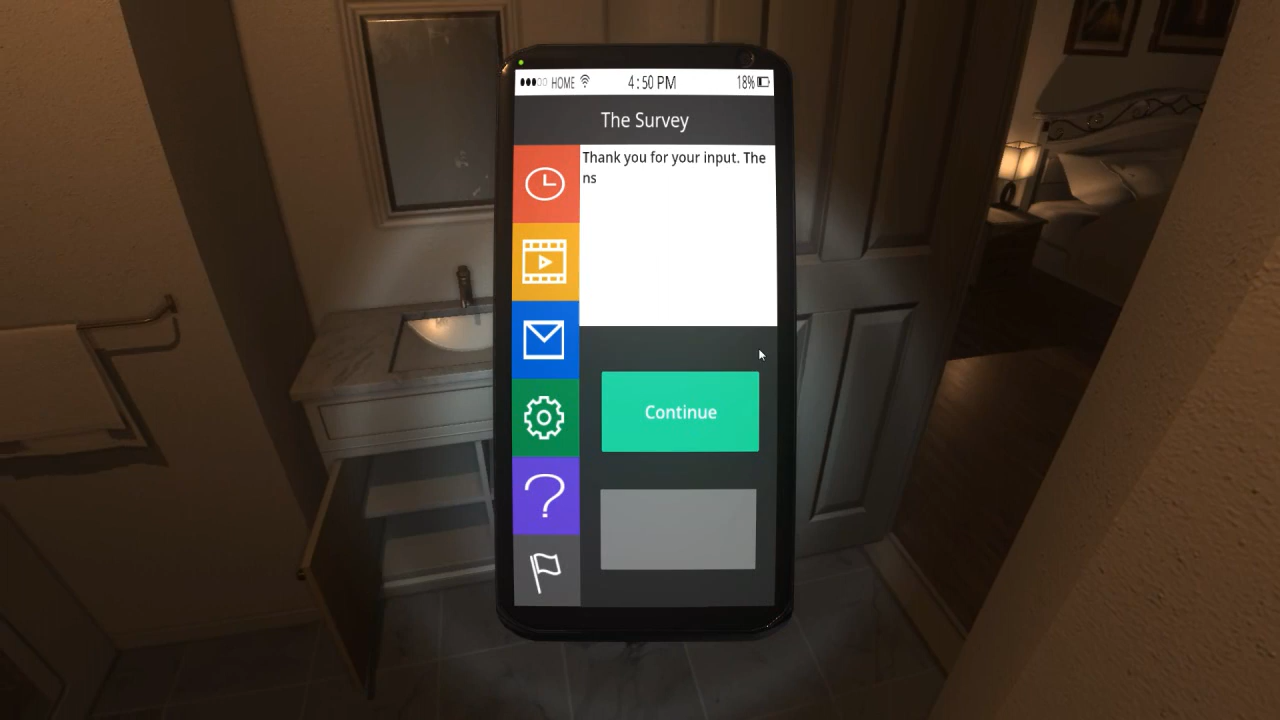 HOME 4:50 PM 18%
The Survey
Thank you for your input. The
ns
Continue